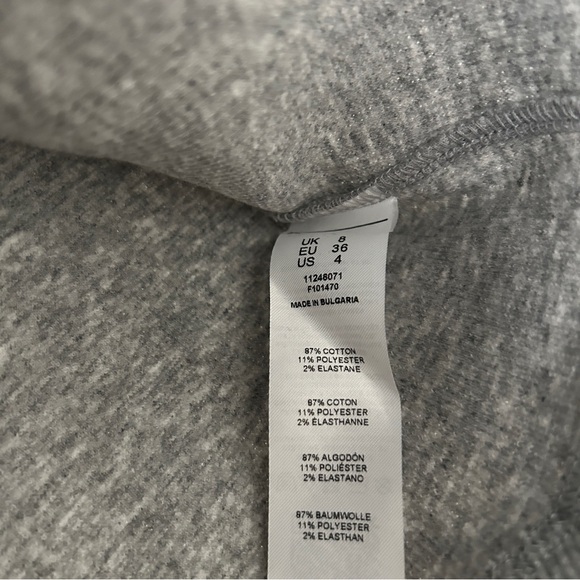 UK 8
EU 36
US 4
11248071
F101470
MADE IN BULGARIA
87% COTTON
11% POLYESTER
2% ELASTANE
87% COTON
11% POLYESTER
2% ÉLASTHANNE
87% ALGODÓN
11% POLIÉSTER
2% ELASTANO
87% BAUMWOLLE
11% POLYESTER
2% ELASTHAN